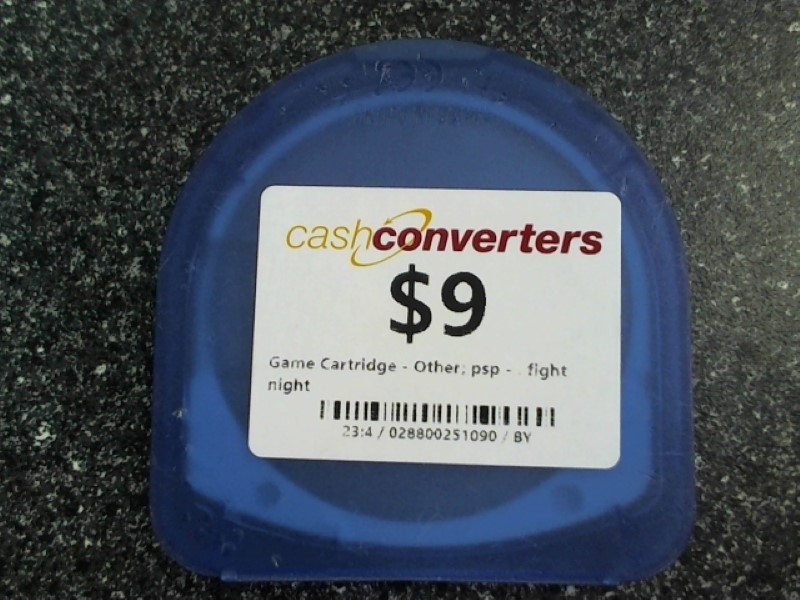 cashconverters
$9
Game Cartridge - Other; psp - . fight
night
23:4 / 028800251090 / BY